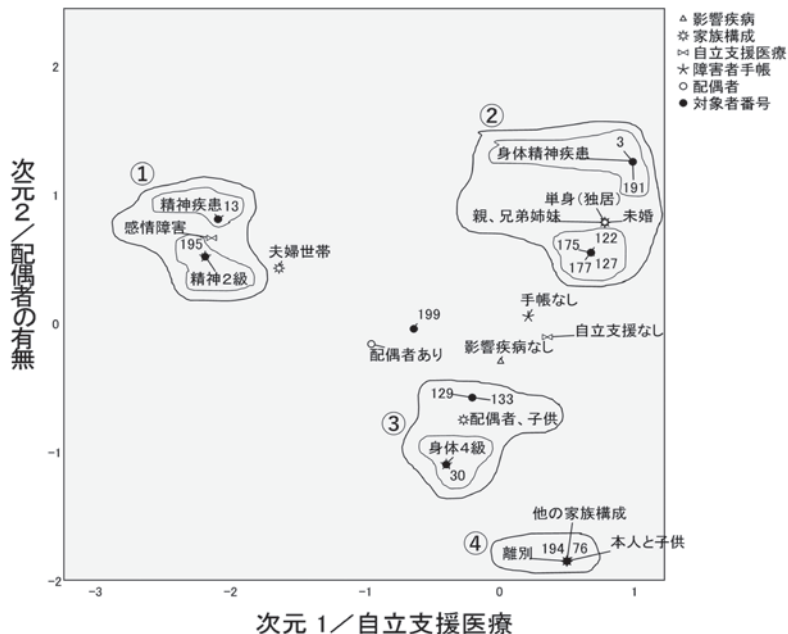 影響疾病
家族構成
自立支援医療
障害者手帳
配偶者
対象者番号
次元2／配偶者の有無
2
1
0
-1
-2
①
精神疾患 13
感情障害
195
精神2級
夫婦世帯
②
身体精神疾患
3
191
単身(独居)
親、兄弟姉妹 未婚
175 122
177 127
手帳なし
199
自立支援なし
影響疾病なし
配偶者あり
③
129 133
配偶者、子供
身体4級
30
④
他の家族構成
離別 194 76 本人と子供
-3 -2 -1 0 1
次元 1／自立支援医療